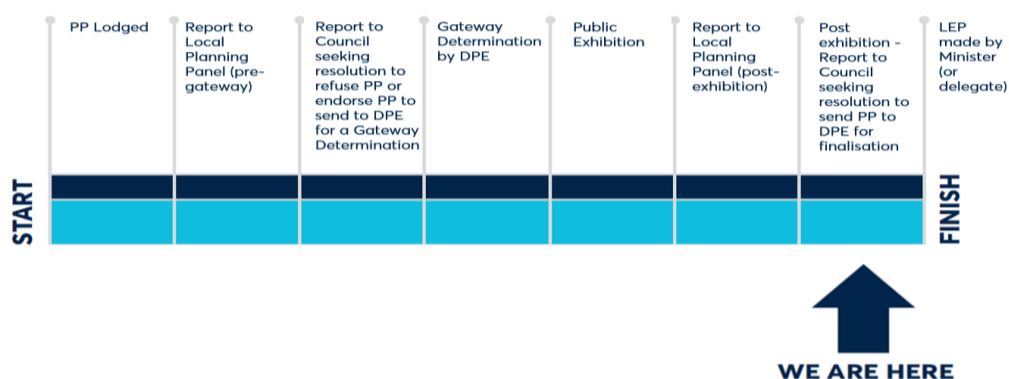 PP Lodged
Report to
Local
Planning
Panel (pre-
gateway)
Report to
Council
seeking
resolution to
refuse PP or
endorse PP to
send to DPE
for a Gateway
Determination
Gateway
Determination
by DPE
Public
Exhibition
Report to
Local
Planning
Panel (post-
exhibition)
Post
exhibition -
Report to
Council
seeking
resolution to
send PP to
DPE for
finalisation
LEP
made by
Minister
(or
delegate)
START
FINISH
WE ARE HERE